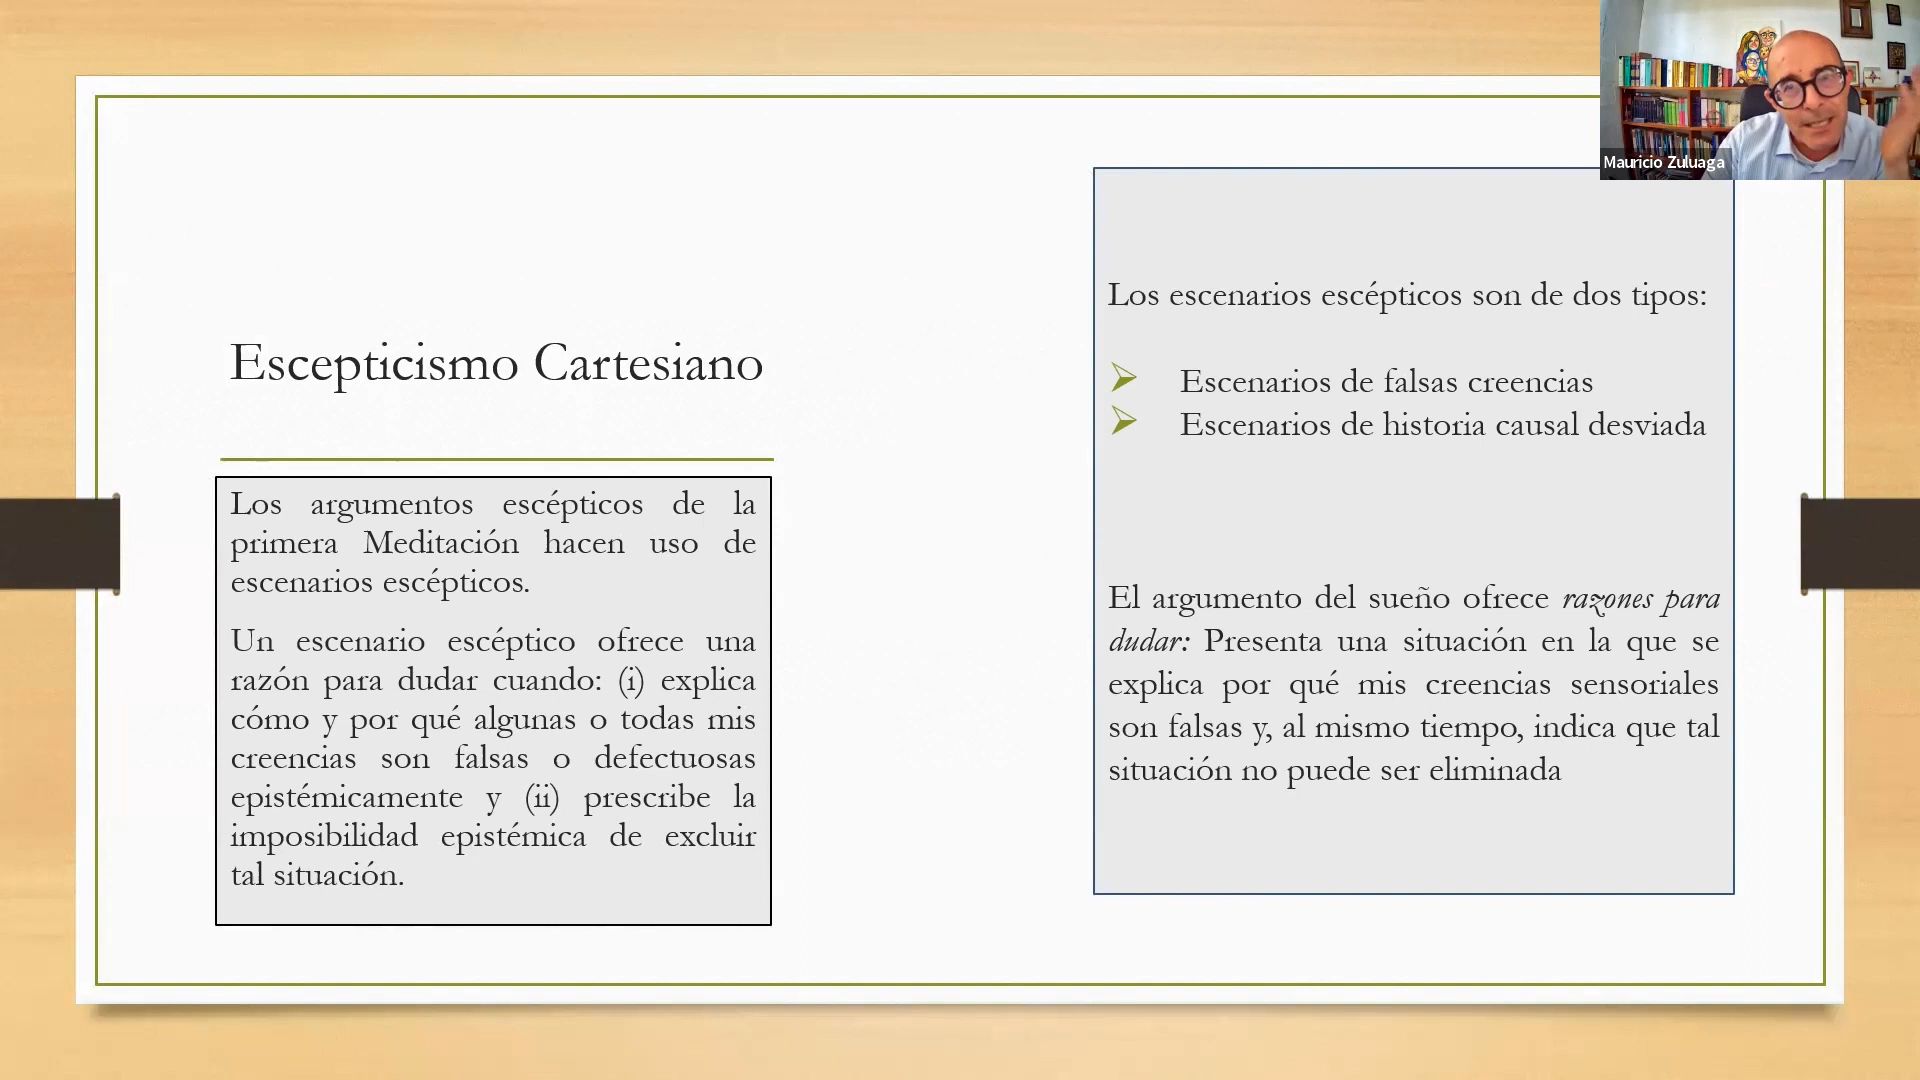 Escepticismo Cartesiano
Los argumentos escépticos de la
primera Meditación hacen uso de
escenarios escépticos.
Un escenario escéptico ofrece una
razón para dudar cuando: (i) explica
cómo y por qué algunas o todas mis
creencias son falsas o defectuosas
epistémicamente y (ii) prescribe la
imposibilidad epistémica de excluir
tal situación.
Los escenarios escépticos son de dos tipos:
Escenarios de falsas creencias
Escenarios de historia causal desviada
El argumento del sueño ofrece razones para
dudar: Presenta una situación en la que se
explica por qué mis creencias sensoriales
son falsas y, al mismo tiempo, indica que tal
situación no puede ser eliminada
Mauricio Zuluaga